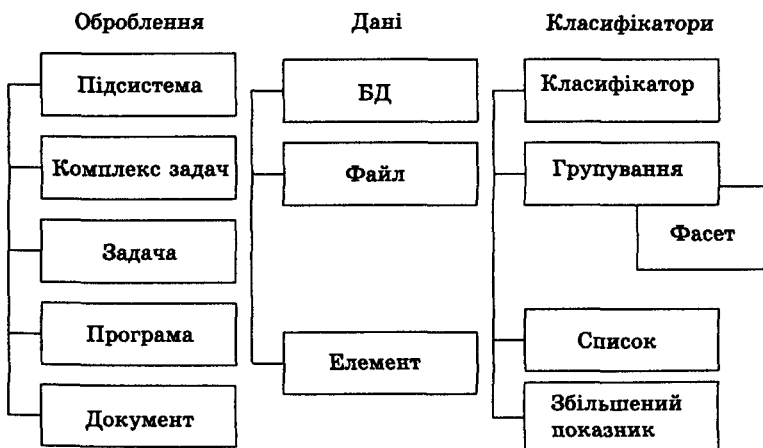 Оброблення
Дані
Класифікатори
Підсистема
БД
Класифікатор
Комплекс задач
Файл
Групування
Фасет
Задача
Програма
Елемент
Список
Документ
Збільшений
показник